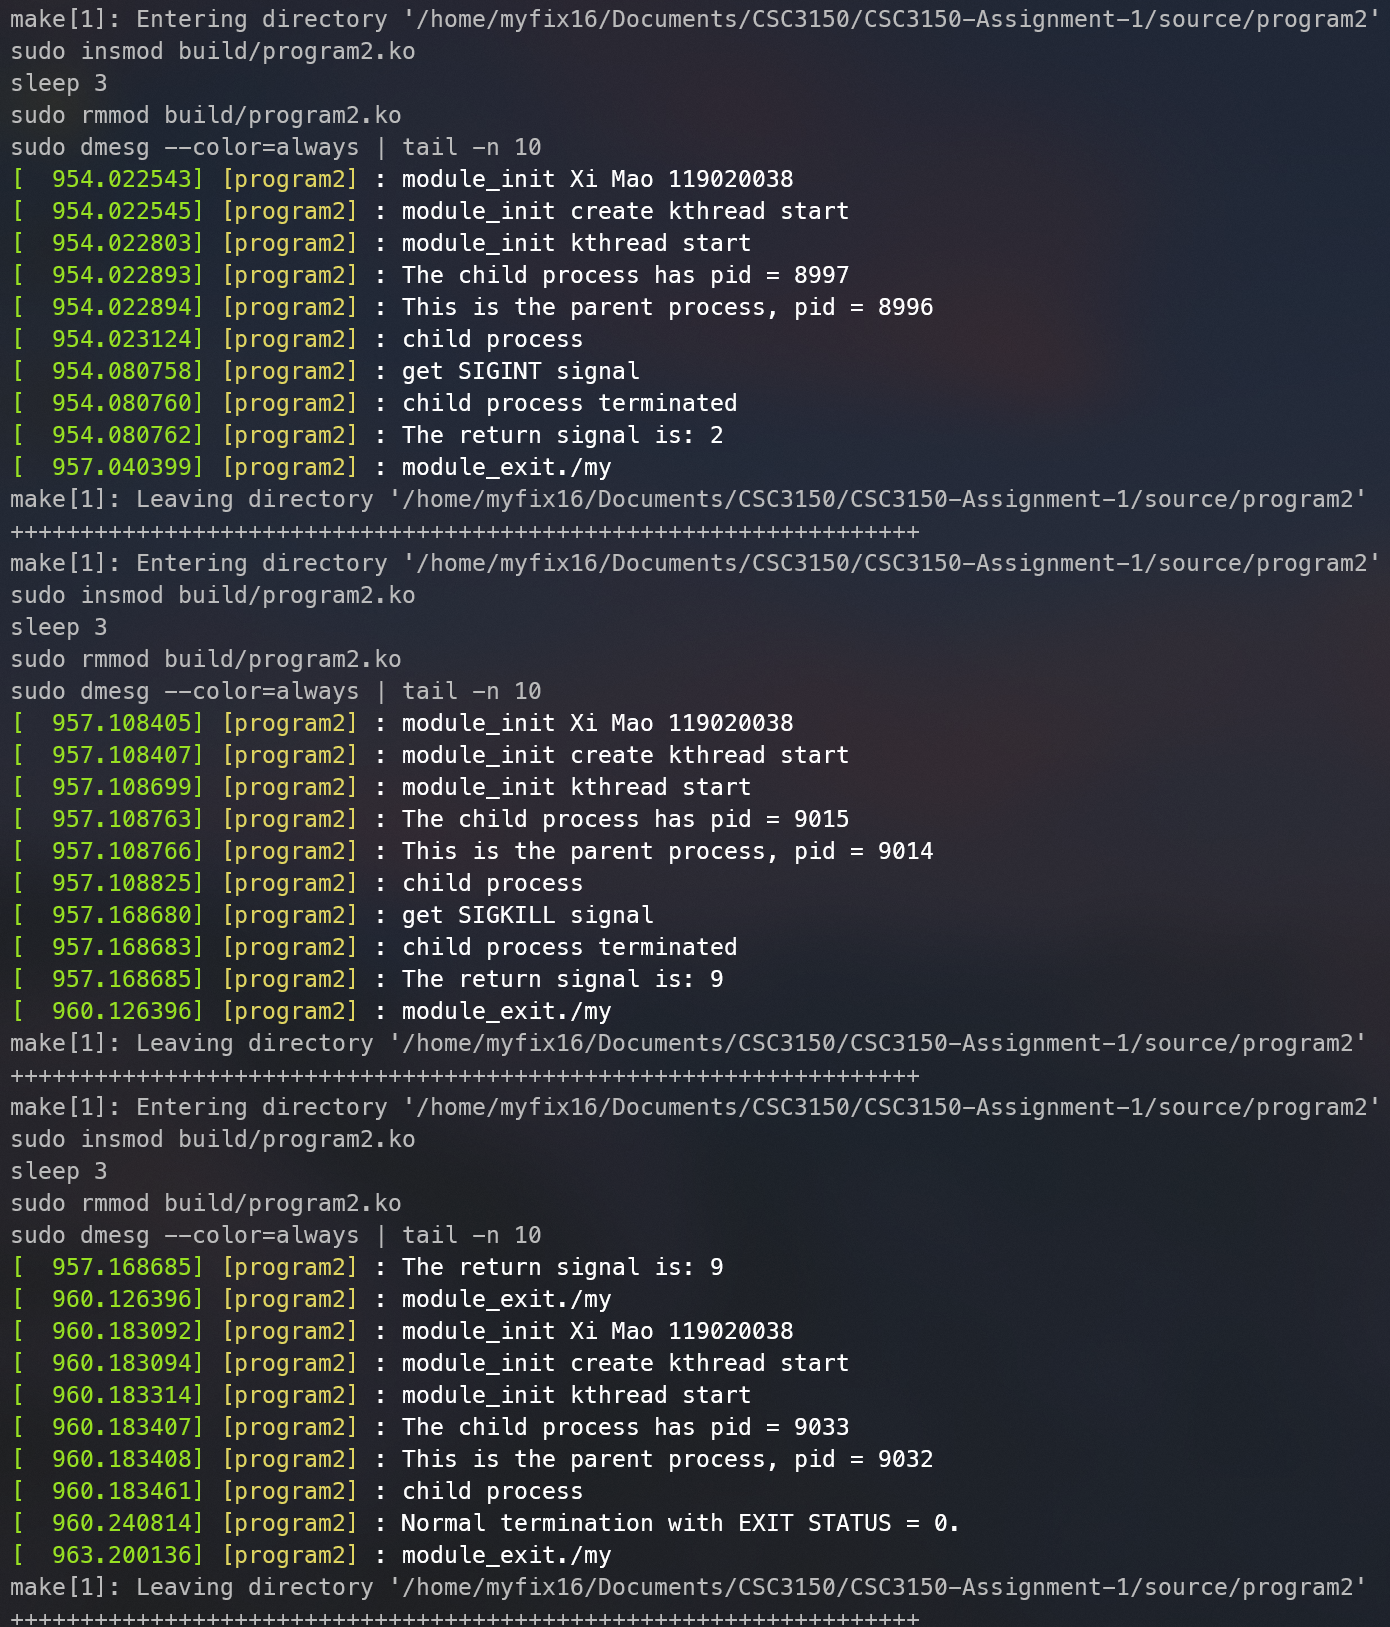 make[1]: Entering directory '/home/myfix16/Documents/CSC3150/CSC3150-Assignment-1/source/program2'
sudo insmod build/program2.ko
sleep 3
sudo rmmod build/program2.ko
sudo dmesg --color=always | tail -n 10
[  954.022543] [program2] : module_init Xi Mao 119020038
[  954.022545] [program2] : module_init create kthread start
[  954.022803] [program2] : module_init kthread start
[  954.022893] [program2] : The child process has pid = 8997
[  954.022894] [program2] : This is the parent process, pid = 8996
[  954.023124] [program2] : child process
[  954.080758] [program2] : get SIGINT signal
[  954.080760] [program2] : child process terminated
[  954.080762] [program2] : The return signal is: 2
[  957.040399] [program2] : module_exit./my
make[1]: Leaving directory '/home/myfix16/Documents/CSC3150/CSC3150-Assignment-1/source/program2'
+++++++++++++++++++++++++++++++++++++++++++++++++++++++++++++++++
make[1]: Entering directory '/home/myfix16/Documents/CSC3150/CSC3150-Assignment-1/source/program2'
sudo insmod build/program2.ko
sleep 3
sudo rmmod build/program2.ko
sudo dmesg --color=always | tail -n 10
[  957.108405] [program2] : module_init Xi Mao 119020038
[  957.108407] [program2] : module_init create kthread start
[  957.108699] [program2] : module_init kthread start
[  957.108763] [program2] : The child process has pid = 9015
[  957.108766] [program2] : This is the parent process, pid = 9014
[  957.108825] [program2] : child process
[  957.168680] [program2] : get SIGKILL signal
[  957.168683] [program2] : child process terminated
[  957.168685] [program2] : The return signal is: 9
[  960.126396] [program2] : module_exit./my
make[1]: Leaving directory '/home/myfix16/Documents/CSC3150/CSC3150-Assignment-1/source/program2'
+++++++++++++++++++++++++++++++++++++++++++++++++++++++++++++++++
make[1]: Entering directory '/home/myfix16/Documents/CSC3150/CSC3150-Assignment-1/source/program2'
sudo insmod build/program2.ko
sleep 3
sudo rmmod build/program2.ko
sudo dmesg --color=always | tail -n 10
[  957.168685] [program2] : The return signal is: 9
[  960.126396] [program2] : module_exit./my
[  960.183092] [program2] : module_init Xi Mao 119020038
[  960.183094] [program2] : module_init create kthread start
[  960.183314] [program2] : module_init kthread start
[  960.183407] [program2] : The child process has pid = 9033
[  960.183408] [program2] : This is the parent process, pid = 9032
[  960.183461] [program2] : child process
[  960.240814] [program2] : Normal termination with EXIT STATUS = 0.
[  963.200136] [program2] : module_exit./my
make[1]: Leaving directory '/home/myfix16/Documents/CSC3150/CSC3150-Assignment-1/source/program2'
+++++++++++++++++++++++++++++++++++++++++++++++++++++++++++++++++